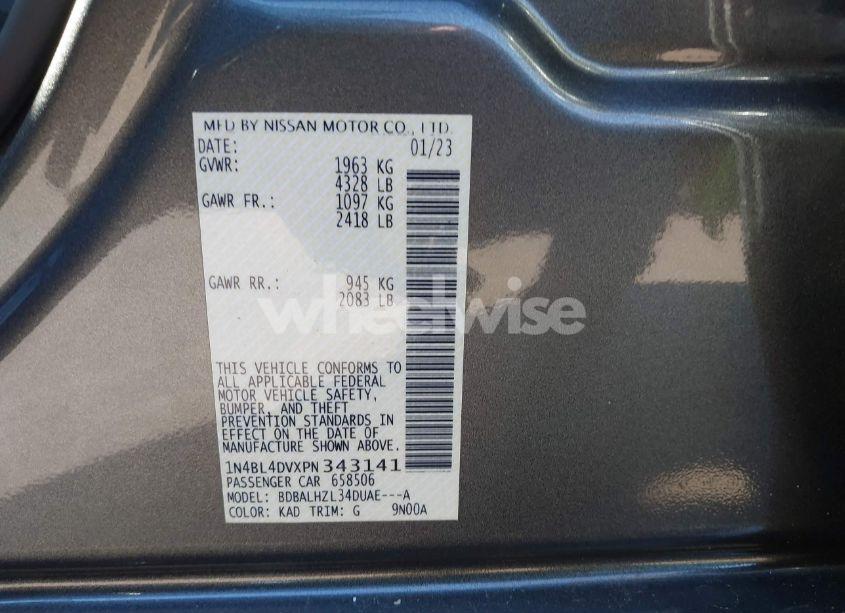 MFD BY NISSAN MOTOR CO., LTD.
DATE: 01/23
GVWR: 1963 KG
4328 LB
GAWR FR.: 1097 KG
2418 LB
GAWR RR.: 945 KG
2083 LB
wheelwise
THIS VEHICLE CONFORMS TO
ALL APPLICABLE FEDERAL
MOTOR VEHICLE SAFETY,
BUMPER, AND THEFT
PREVENTION STANDARDS IN
EFFECT ON THE DATE OF
MANUFACTURE SHOWN ABOVE.
1N4BL4DVXPN343141
PASSENGER CAR 658506
MODEL: BDBALHZL34DUAE---A
COLOR: KAD TRIM: G 9N00A